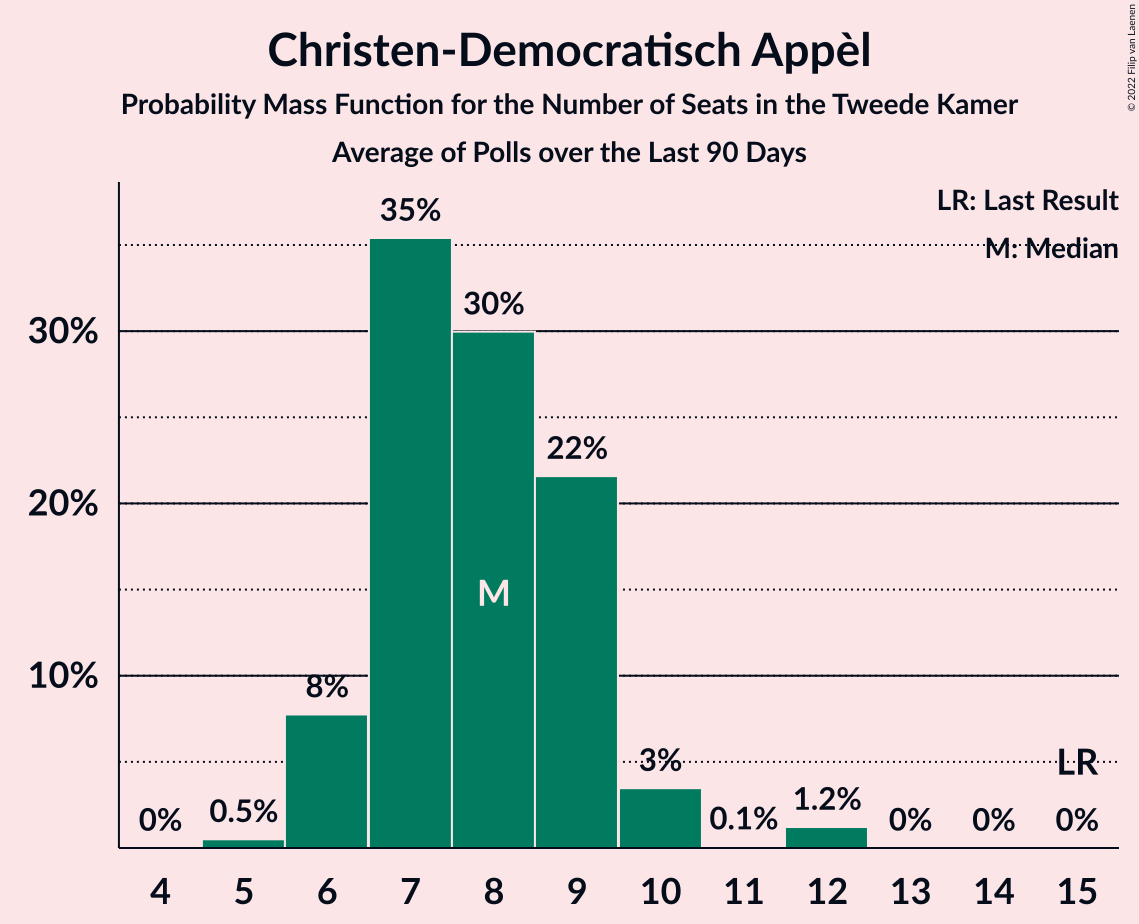 Christen-Democratisch Appèl
Probability Mass Function for the Number of Seats in the Tweede Kamer
Average of Polls over the Last 90 Days
© 2022 Filip van Laenen
LR: Last Result
M: Median
35%
30%
22%
8%
3%
0%
0.5%
0.1%
1.2%
0%
0%
0%
LR
M
30%
20%
10%
4 5 6 7 8 9 10 11 12 13 14 15